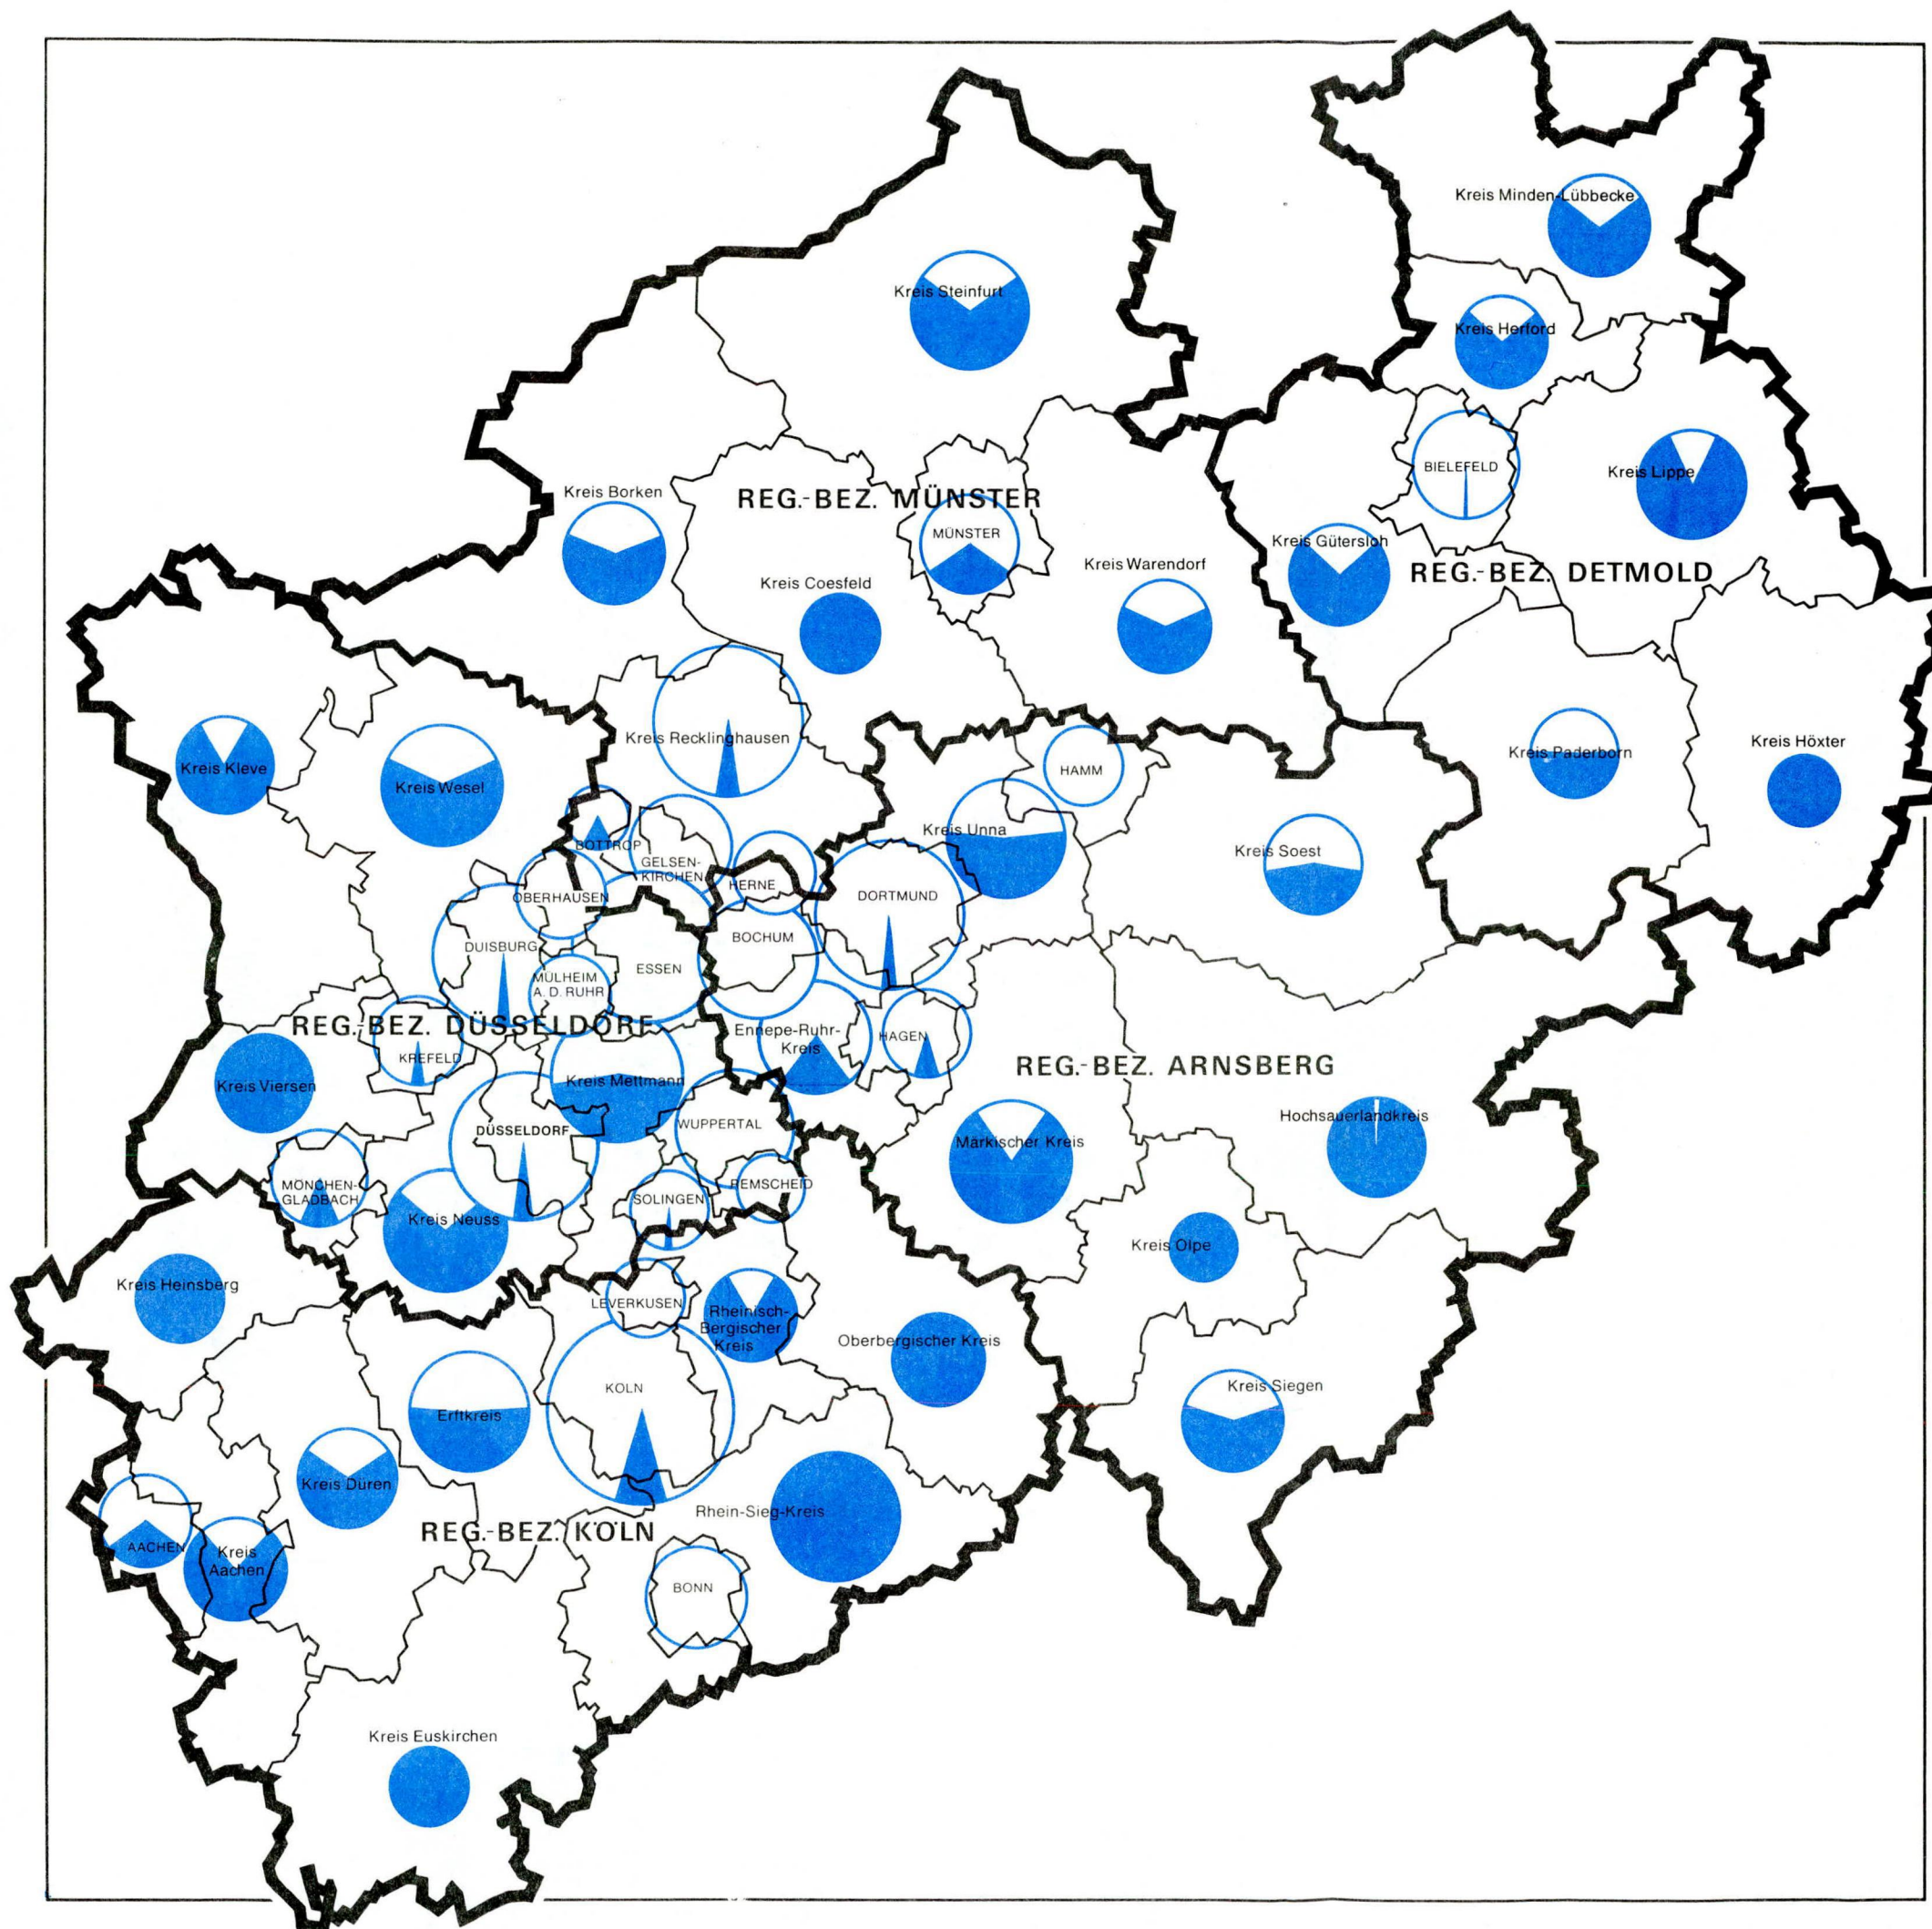 Kreis Minden-Lübbecke
Kreis Steinfurt
Kreis Herford
BIELEFELD
Kreis Lippe
Kreis Borken
REG.-BEZ. MÜNSTER
MÜNSTER
Kreis Gütersloh
Kreis Warendorf
REG.-BEZ. DETMOLD
Kreis Coesfeld
Kreis Recklinghausen
Kreis Höxter
Kreis Paderborn
Kreis Kleve
HAMM
Kreis Wesel
Kreis Unna
BOTTROP
Kreis Soest
GELSEN-
KIRCHEN
HERNE
OBERHAUSEN
DORTMUND
BOCHUM
DUISBURG
ESSEN
MÜLHEIM
A. D. RUHR
REG.-BEZ. DÜSSELDORF
Ennepe-Ruhr-
Kreis
HAGEN
KREFELD
REG.-BEZ. ARNSBERG
Kreis Viersen
Kreis Mettmann
Hochsauerlandkreis
WUPPERTAL
DÜSSELDORF
Märkischer Kreis
MÖNCHEN-
GLADBACH
REMSCHEID
SOLINGEN
Kreis Neuss
Kreis Olpe
Kreis Heinsberg
LEVERKUSEN
Rheinisch-
Bergischer
Kreis
Oberbergischer Kreis
KÖLN
Kreis Siegen
Erftkreis
Kreis Düren
Rhein-Sieg-Kreis
REG.-BEZ. KÖLN
AACHEN
Kreis
Aachen
BONN
Kreis Euskirchen